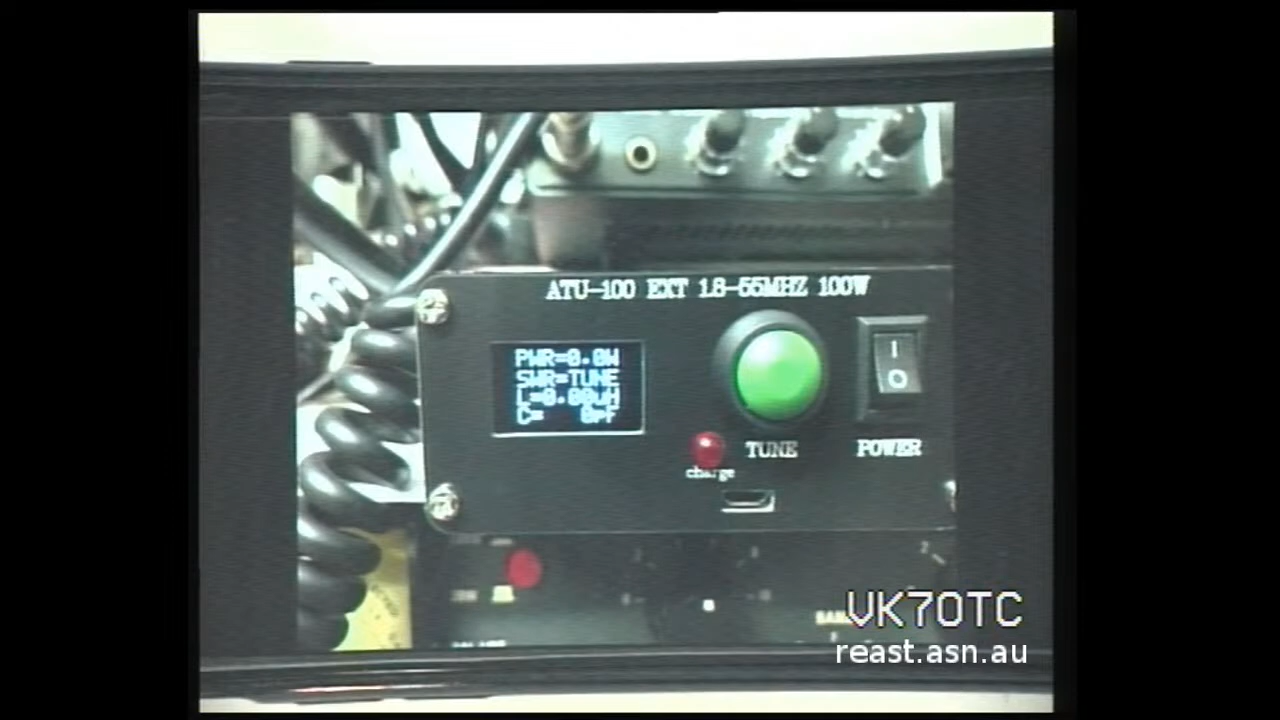 ATU-100 EXT 1.8-55MHZ 100W
PWR=0.0W
SWR=TUNE
L=0.00uH
C= 0pF
I
O
TUNE
POWER
charge
VK7OTC
reast.asn.au